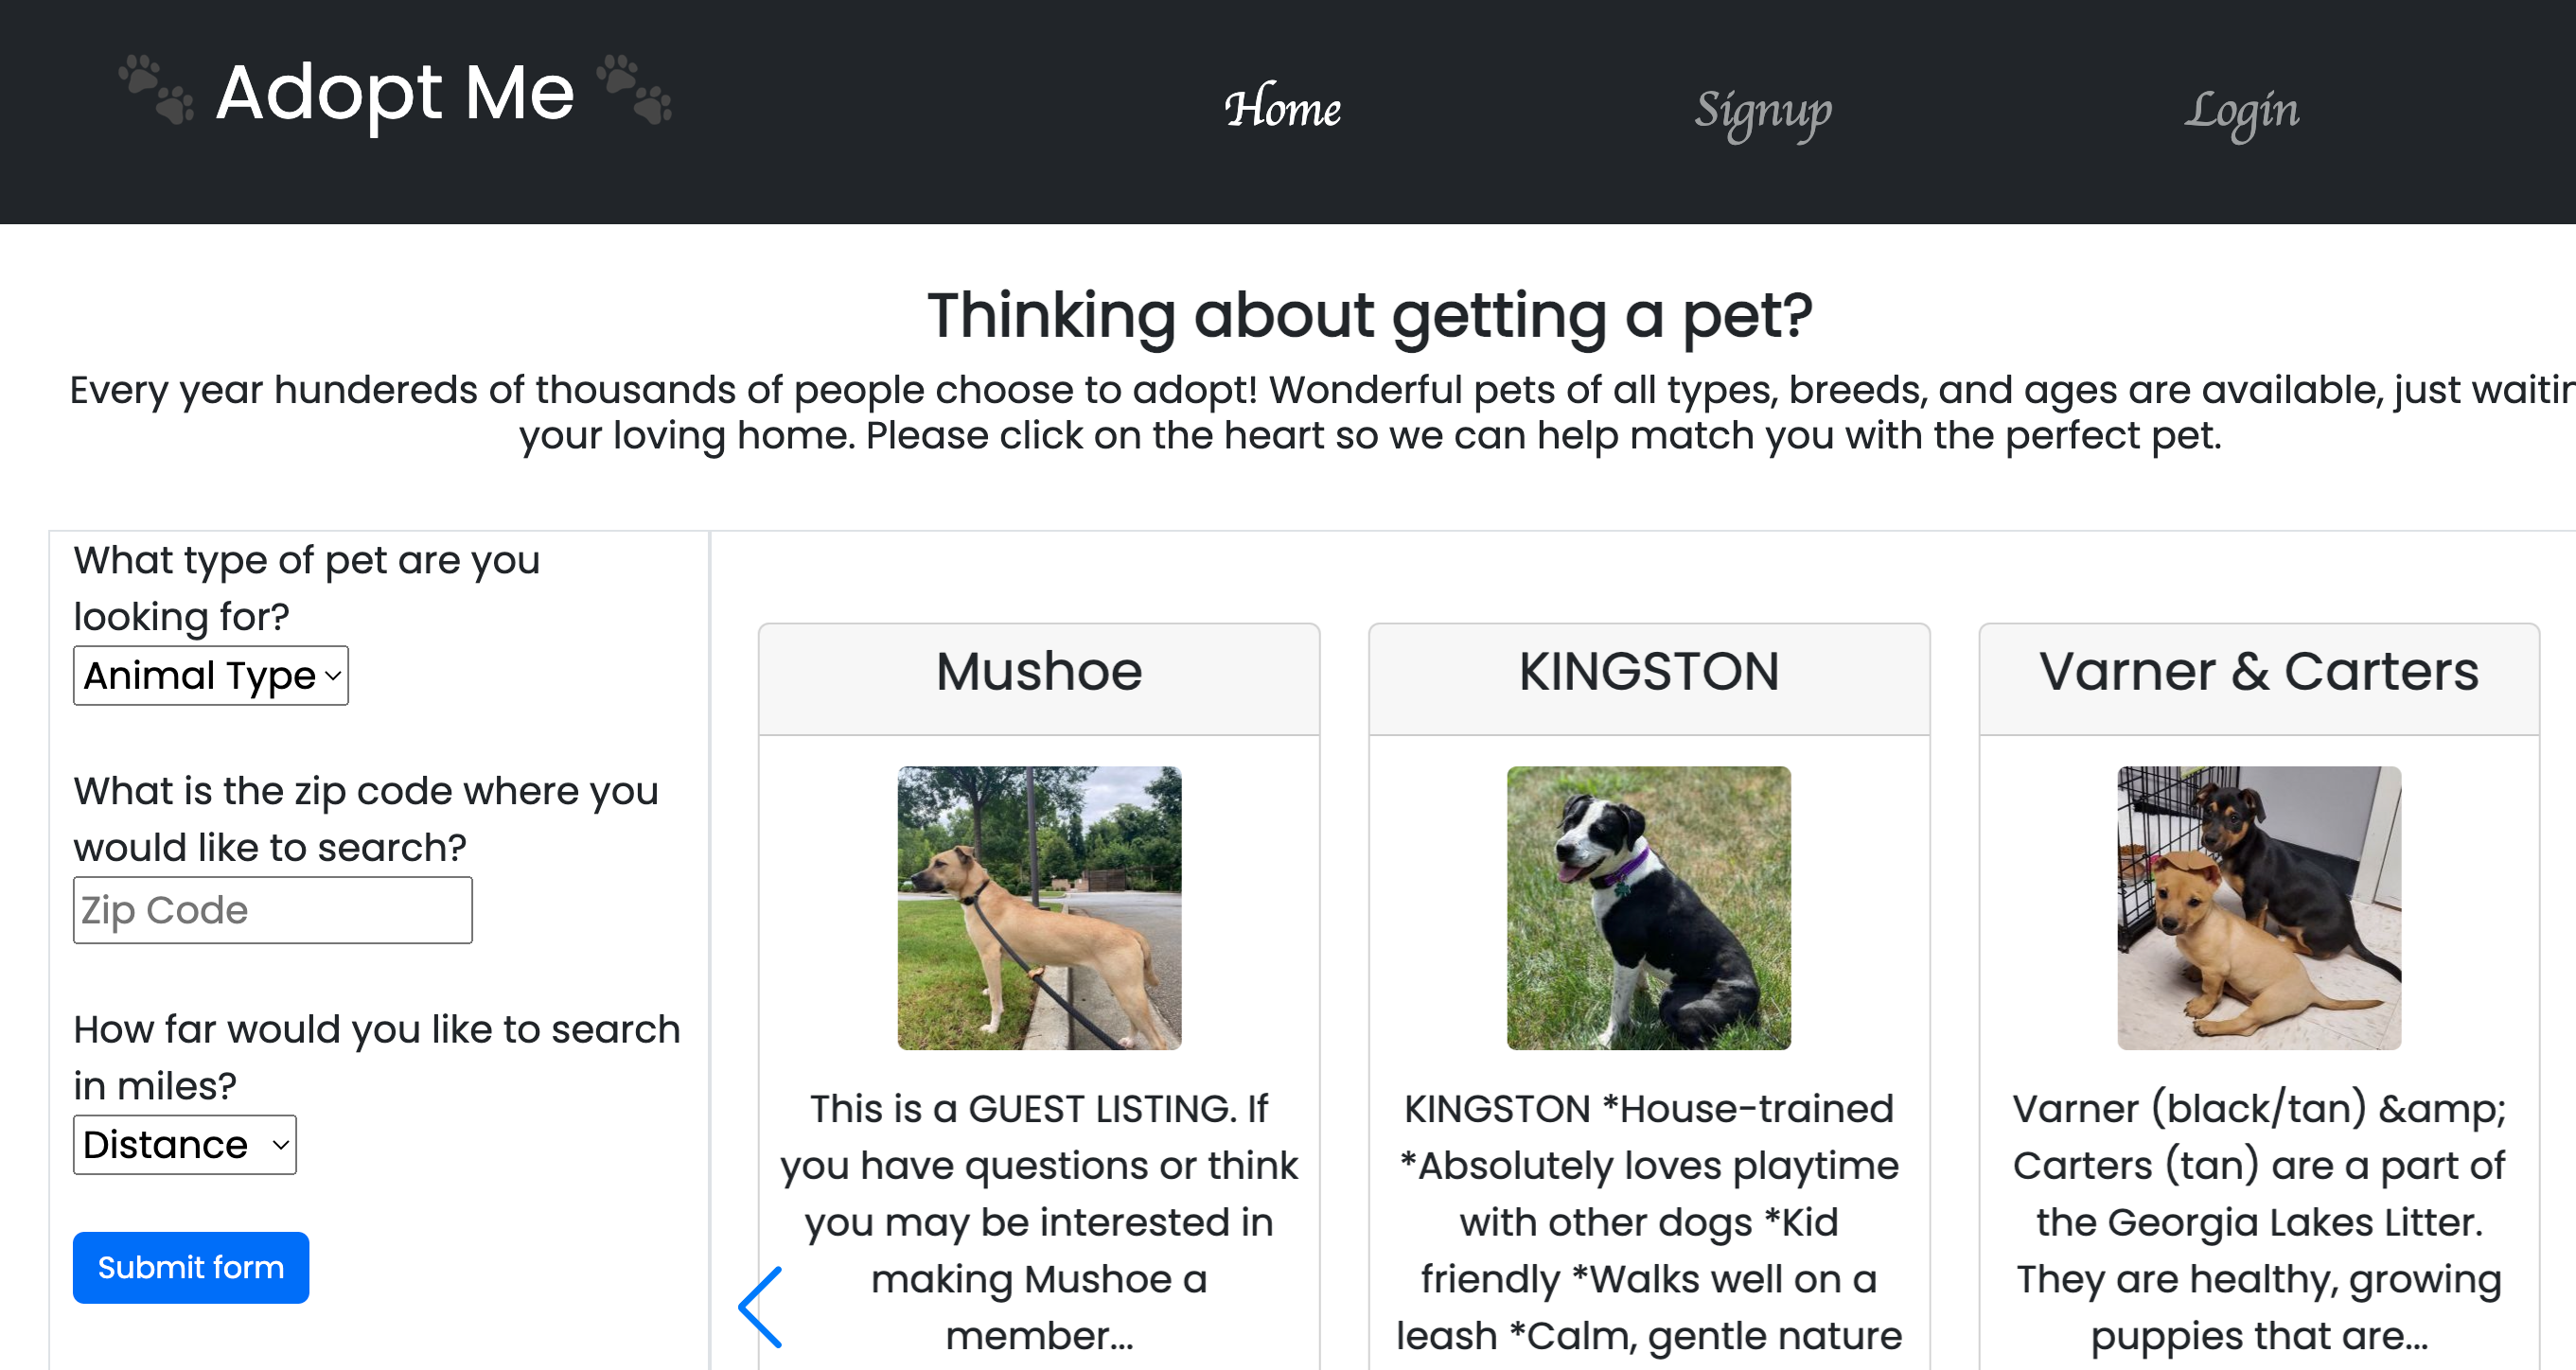 Adopt Me
Home
Signup
Login
Thinking about getting a pet?
Every year hundereds of thousands of people choose to adopt! Wonderful pets of all types, breeds, and ages are available, just
your loving home. Please click on the heart so we can help match you with the perfect pet.
What type of pet are you
looking for?
Animal Type
What is the zip code where you
would like to search?
Zip Code
How far would you like to search
in miles?
Distance
Submit form
Mushoe
This is a GUEST LISTING. If
you have questions or think
you may be interested in
making Mushoe a
member...
KINGSTON
KINGSTON *House-trained
*Absolutely loves playtime
with other dogs *Kid
friendly *Walks well on a
leash *Calm, gentle nature
Varner & Carters
Varner (black/tan) &amp;
Carters (tan) are a part of
the Georgia Lakes Litter.
They are healthy, growing
puppies that are...